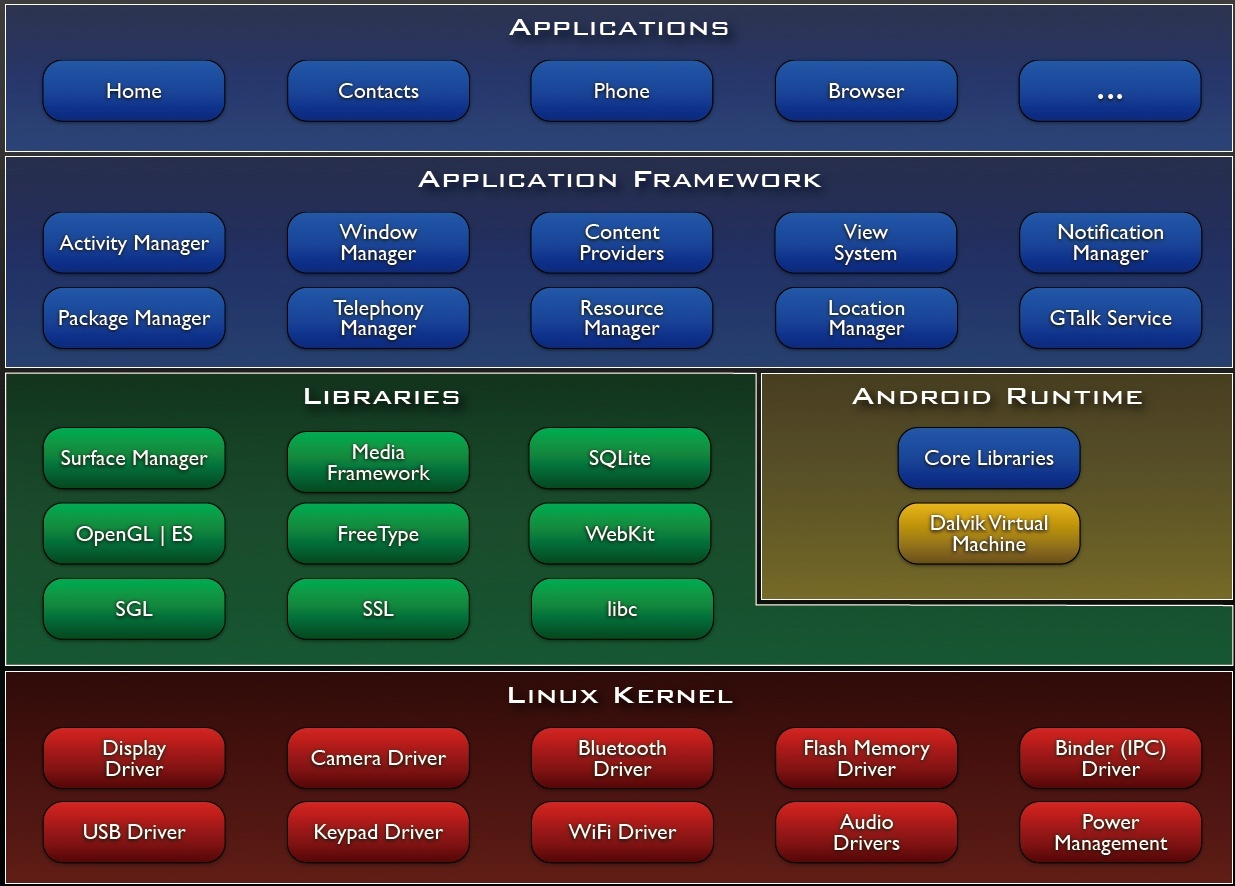 APPLICATIONS
Home
Contacts
Phone
Browser
...
APPLICATION FRAMEWORK
Activity Manager
Window
Manager
Content
Providers
View
System
Notification
Manager
Package Manager
Telephony
Manager
Resource
Manager
Location
Manager
GTalk Service
LIBRARIES
Surface Manager
Media
Framework
SQLite
OpenGL | ES
FreeType
WebKit
SGL
SSL
libc
ANDROID RUNTIME
Core Libraries
Dalvik Virtual
Machine
LINUX KERNEL
Display
Driver
Camera Driver
Bluetooth
Driver
Flash Memory
Driver
Binder (IPC)
Driver
USB Driver
Keypad Driver
WiFi Driver
Audio
Drivers
Power
Management